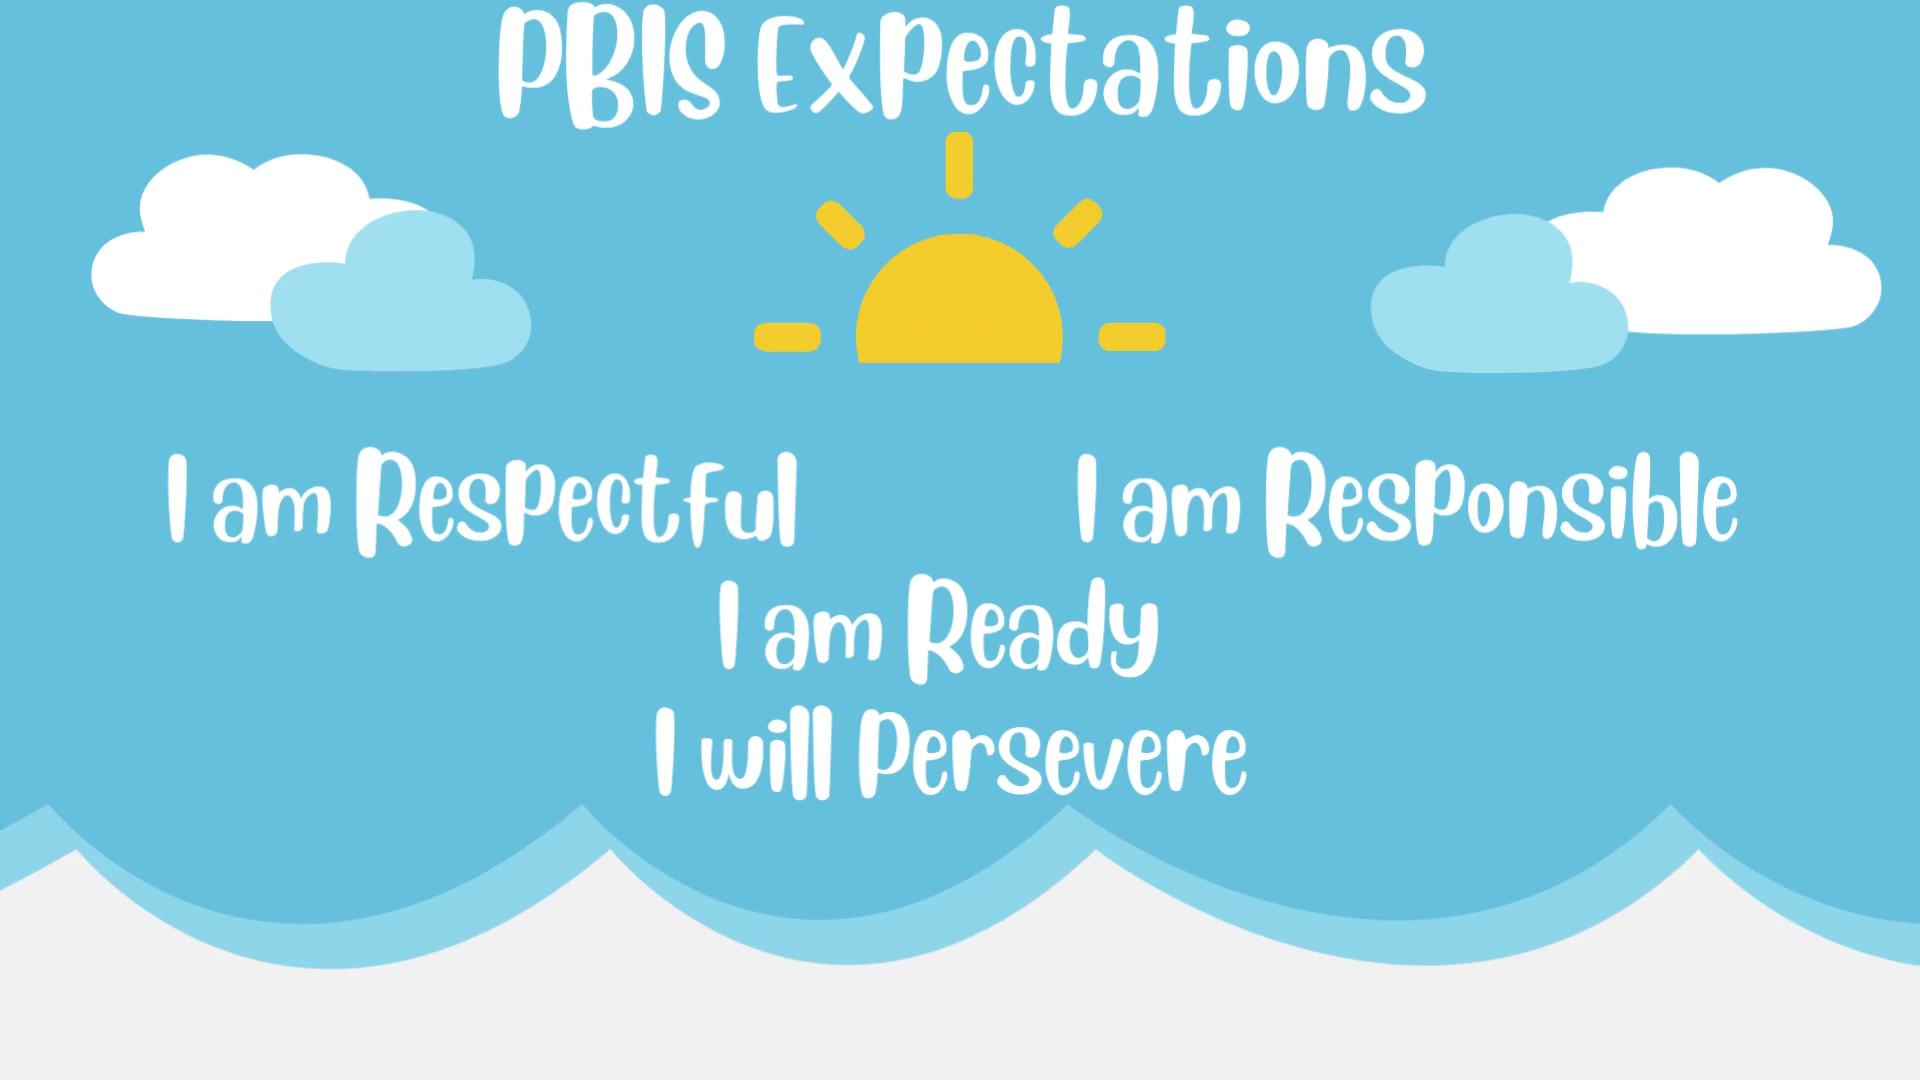 PBIS Expectations
I am Respectful
I am Responsible
I am Ready
I will Persevere